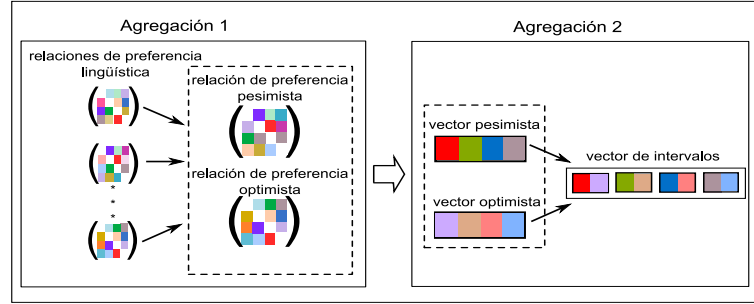 Agregación 1
relaciones de preferencia
lingüística
relación de preferencia
pesimista
relación de preferencia
optimista
*
*
*
Agregación 2
vector pesimista
vector optimista
vector de intervalos